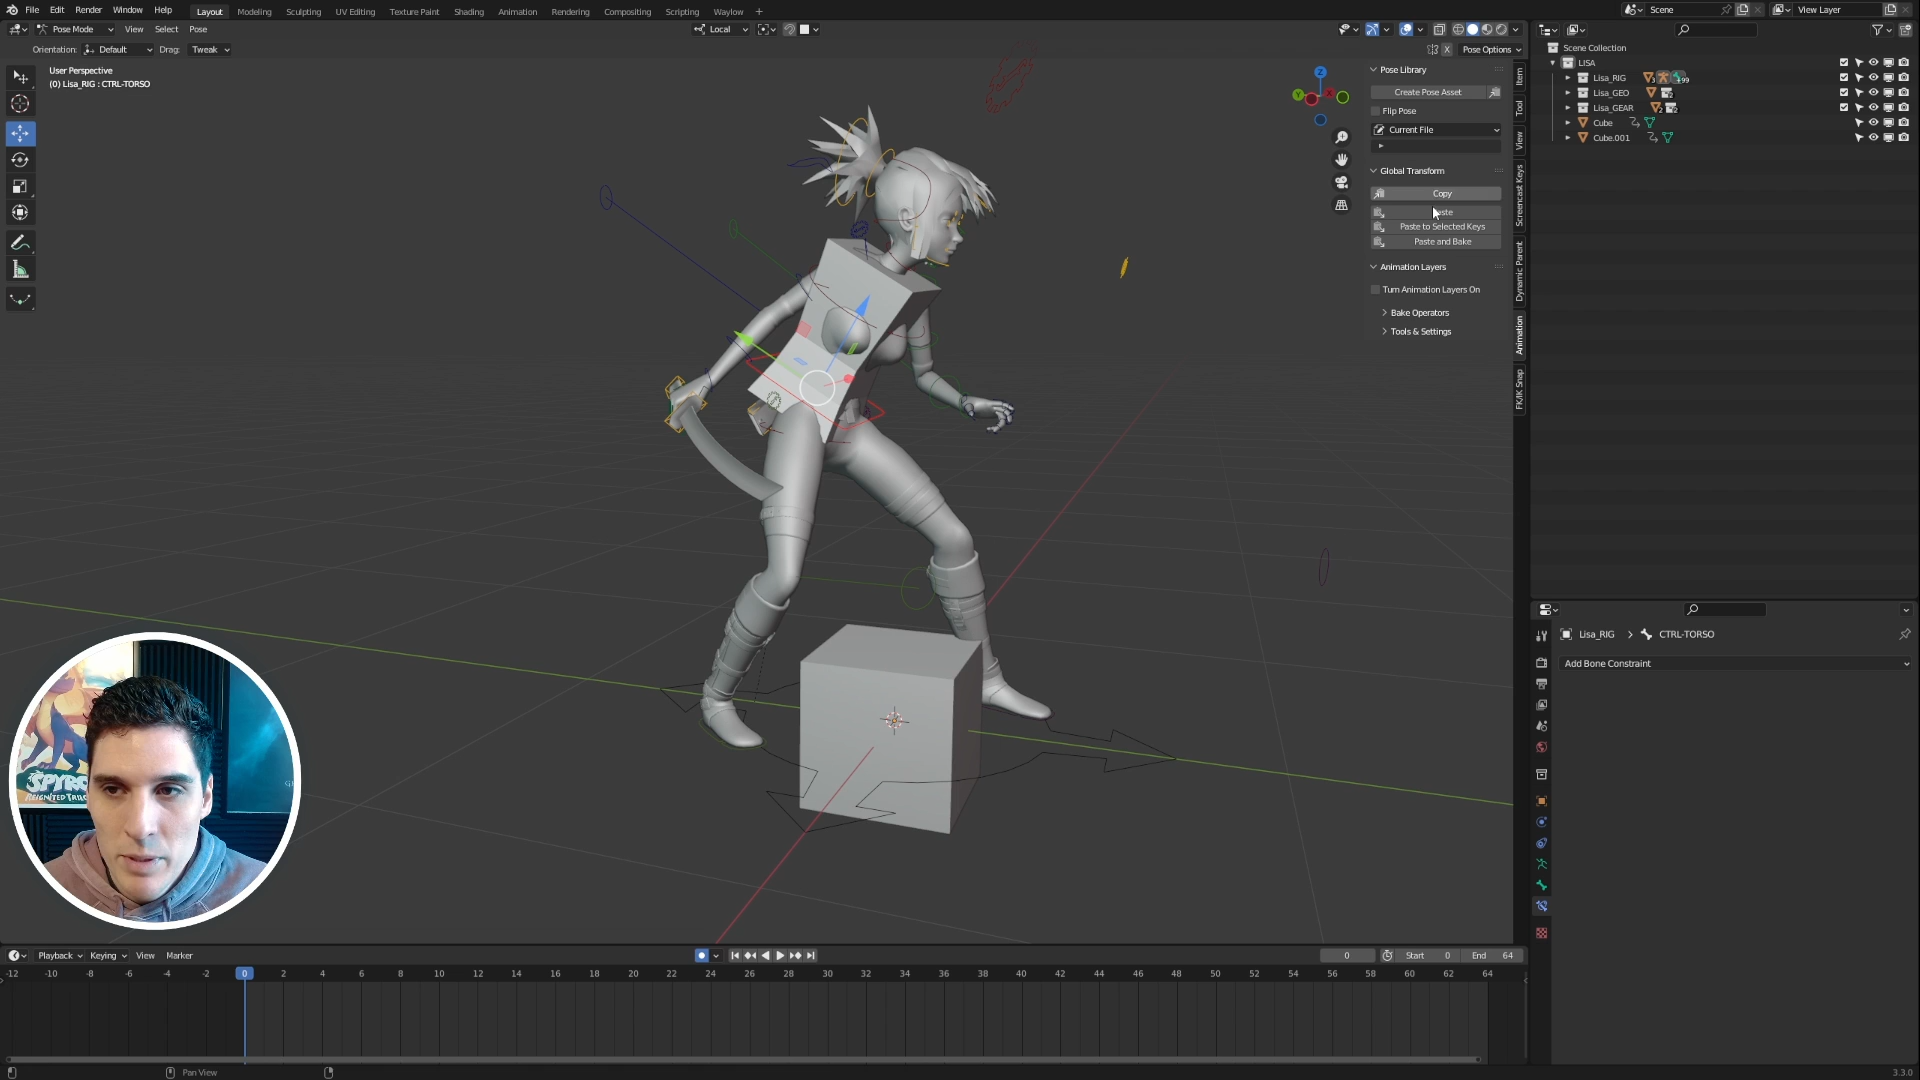 File Edit Render Window Help Layout Modeling Sculpting UV Editing Texture Paint Shading Animation Rendering Compositing Scripting Waylow + Scene View Layer
Pose Mode View Select Pose Local
Orientation: Default Drag: Tweak X Pose Options
User Perspective
(0) Lisa_RIG : CTRL-TORSO
Z
Y
X
Pose Library
Create Pose Asset
Flip Pose
Current File
Global Transform
Copy
Paste to Selected Keys
Paste and Bake
Animation Layers
Turn Animation Layers On
Bake Operators
Tools & Settings
Item
Tool
View
Screencast Keys
Dynamic Parent
Animation
FK/IK Snap
Scene Collection
LISA
Lisa_RIG
Lisa_GEO
Lisa_GEAR
Cube
Cube.001
Lisa_RIG > CTRL-TORSO
Add Bone Constraint
SPYRO
REIGNITED
Playback Keying View Marker 0 Start 0 End 64
-12 -10 -8 -6 -4 -2 0 2 4 6 8 10 12 14 16 18 20 22 24 26 28 30 32 34 36 38 40 42 44 46 48 50 52 54 56 58 60 62 64
Pan View 3.3.0